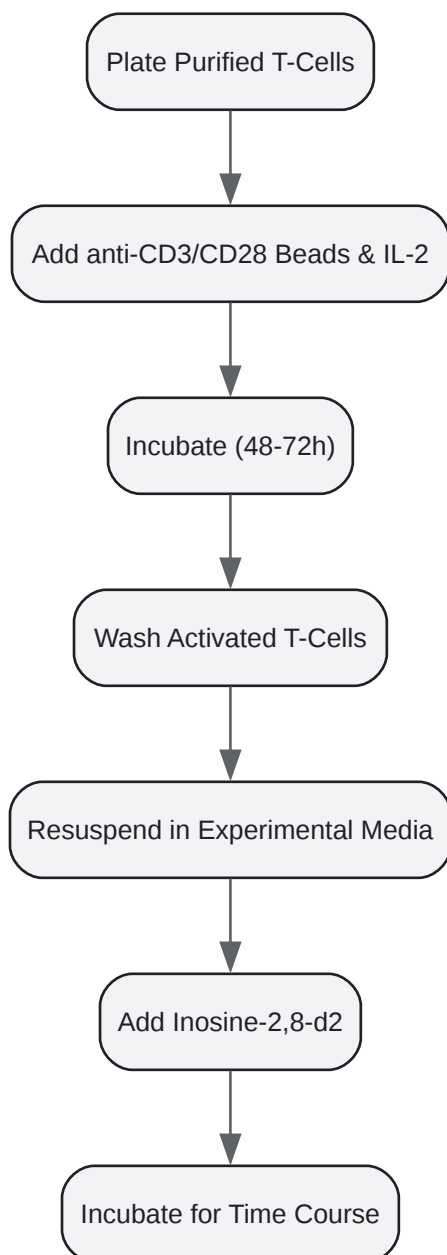 Plate Purified T-Cells
Add anti-CD3/CD28 Beads & IL-2
Incubate (48-72h)
Wash Activated T-Cells
Resuspend in Experimental Media
Add Inosine-2,8-d2
Incubate for Time Course